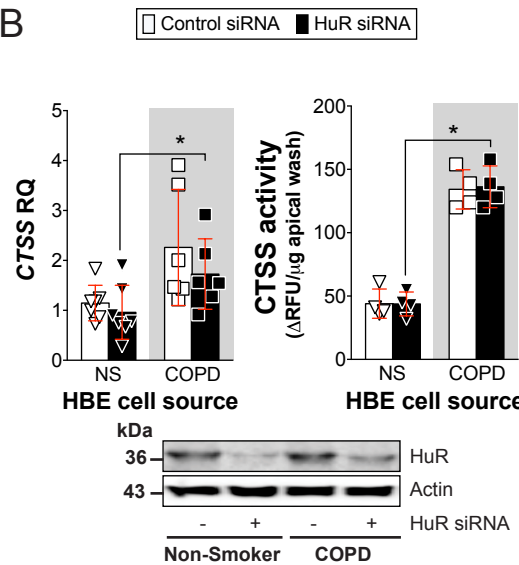 B
Control siRNA HuR siRNA
CTSS RQ
5
4
3
2
1
0
*
NS COPD
HBE cell source
CTSS activity
(ΔRFU/µg apical wash)
200
150
100
50
0
*
NS COPD
HBE cell source
kDa
36 HuR
43 Actin
- + - + HuR siRNA
Non-Smoker COPD